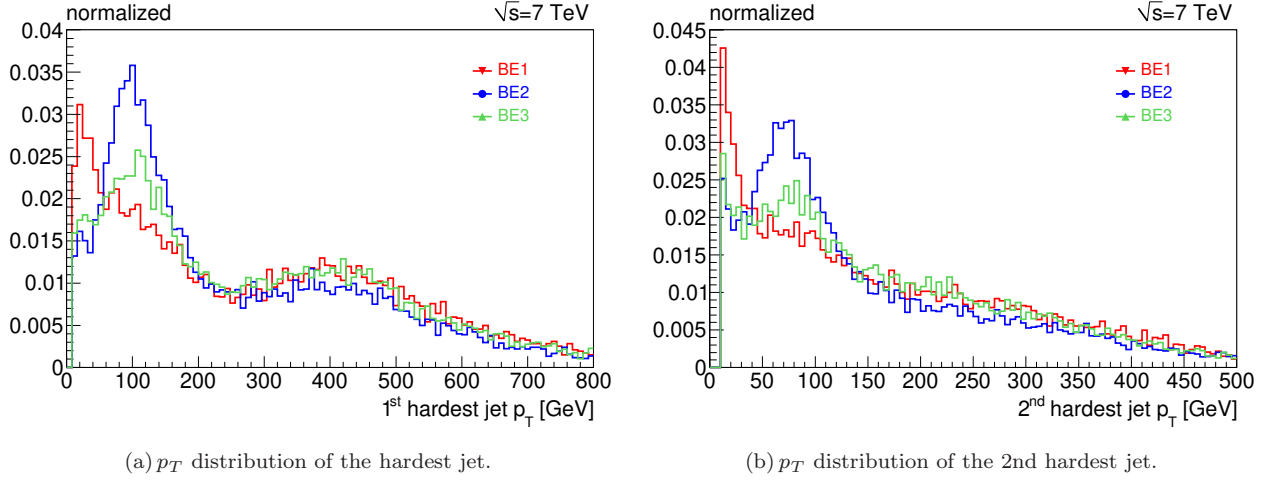 normalized √s=7 TeV
0.04
0.035
0.03
0.025
0.02
0.015
0.01
0.005
0
BE1
BE2
BE3
0 100 200 300 400 500 600 700 800
1st hardest jet pT [GeV]
(a) pT distribution of the hardest jet.
normalized √s=7 TeV
0.045
0.04
0.035
0.03
0.025
0.02
0.015
0.01
0.005
0
BE1
BE2
BE3
0 50 100 150 200 250 300 350 400 450 500
2nd hardest jet pT [GeV]
(b) pT distribution of the 2nd hardest jet.